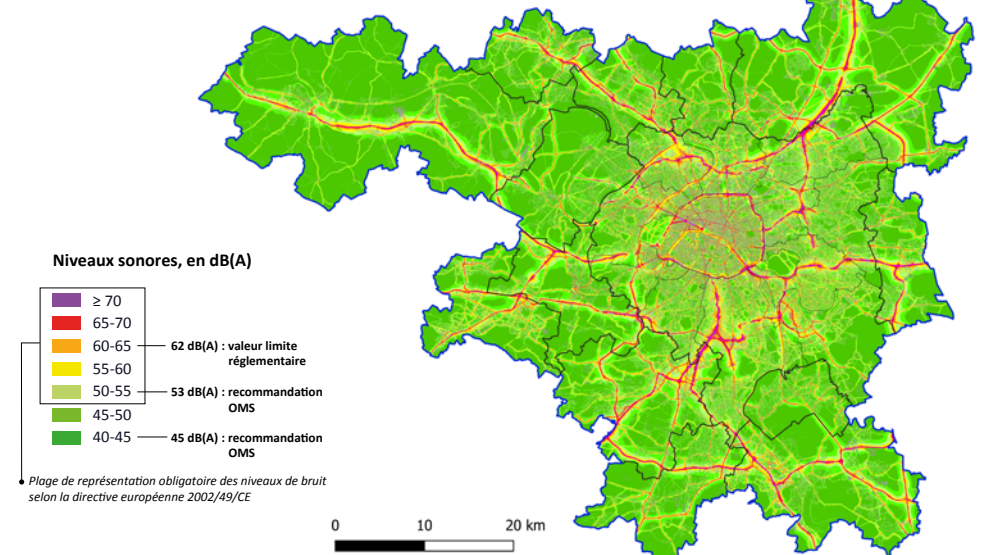 Niveaux sonores, en dB(A)
≥ 70
65-70
60-65
62 dB(A) : valeur limite
réglementaire
55-60
50-55
53 dB(A) : recommandation
OMS
45-50
40-45
45 dB(A) : recommandation
OMS
Plage de représentation obligatoire des niveaux de bruit
selon la directive européenne 2002/49/CE
0 10 20 km